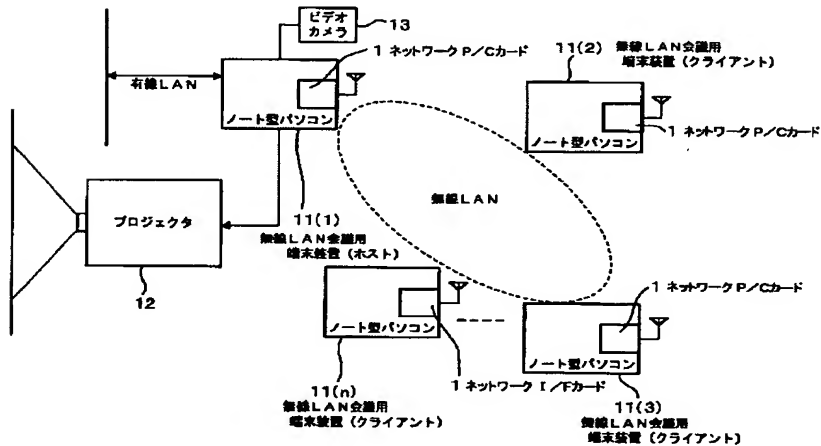 ビデオ
カメラ
13
1 ネットワークP/Cカード
有線LAN
ノート型パソコン
11(2) 無線LAN会議用
端末装置(クライアント)
1 ネットワークP/Cカード
ノート型パソコン
プロジェクタ
12
11(1)
無線LAN会議用
端末装置(ホスト)
無線LAN
ノート型パソコン
1 ネットワークI/Fカード
11(n)
無線LAN会議用
端末装置(クライアント)
1 ネットワークP/Cカード
ノート型パソコン
11(3)
無線LAN会議用
端末装置(クライアント)